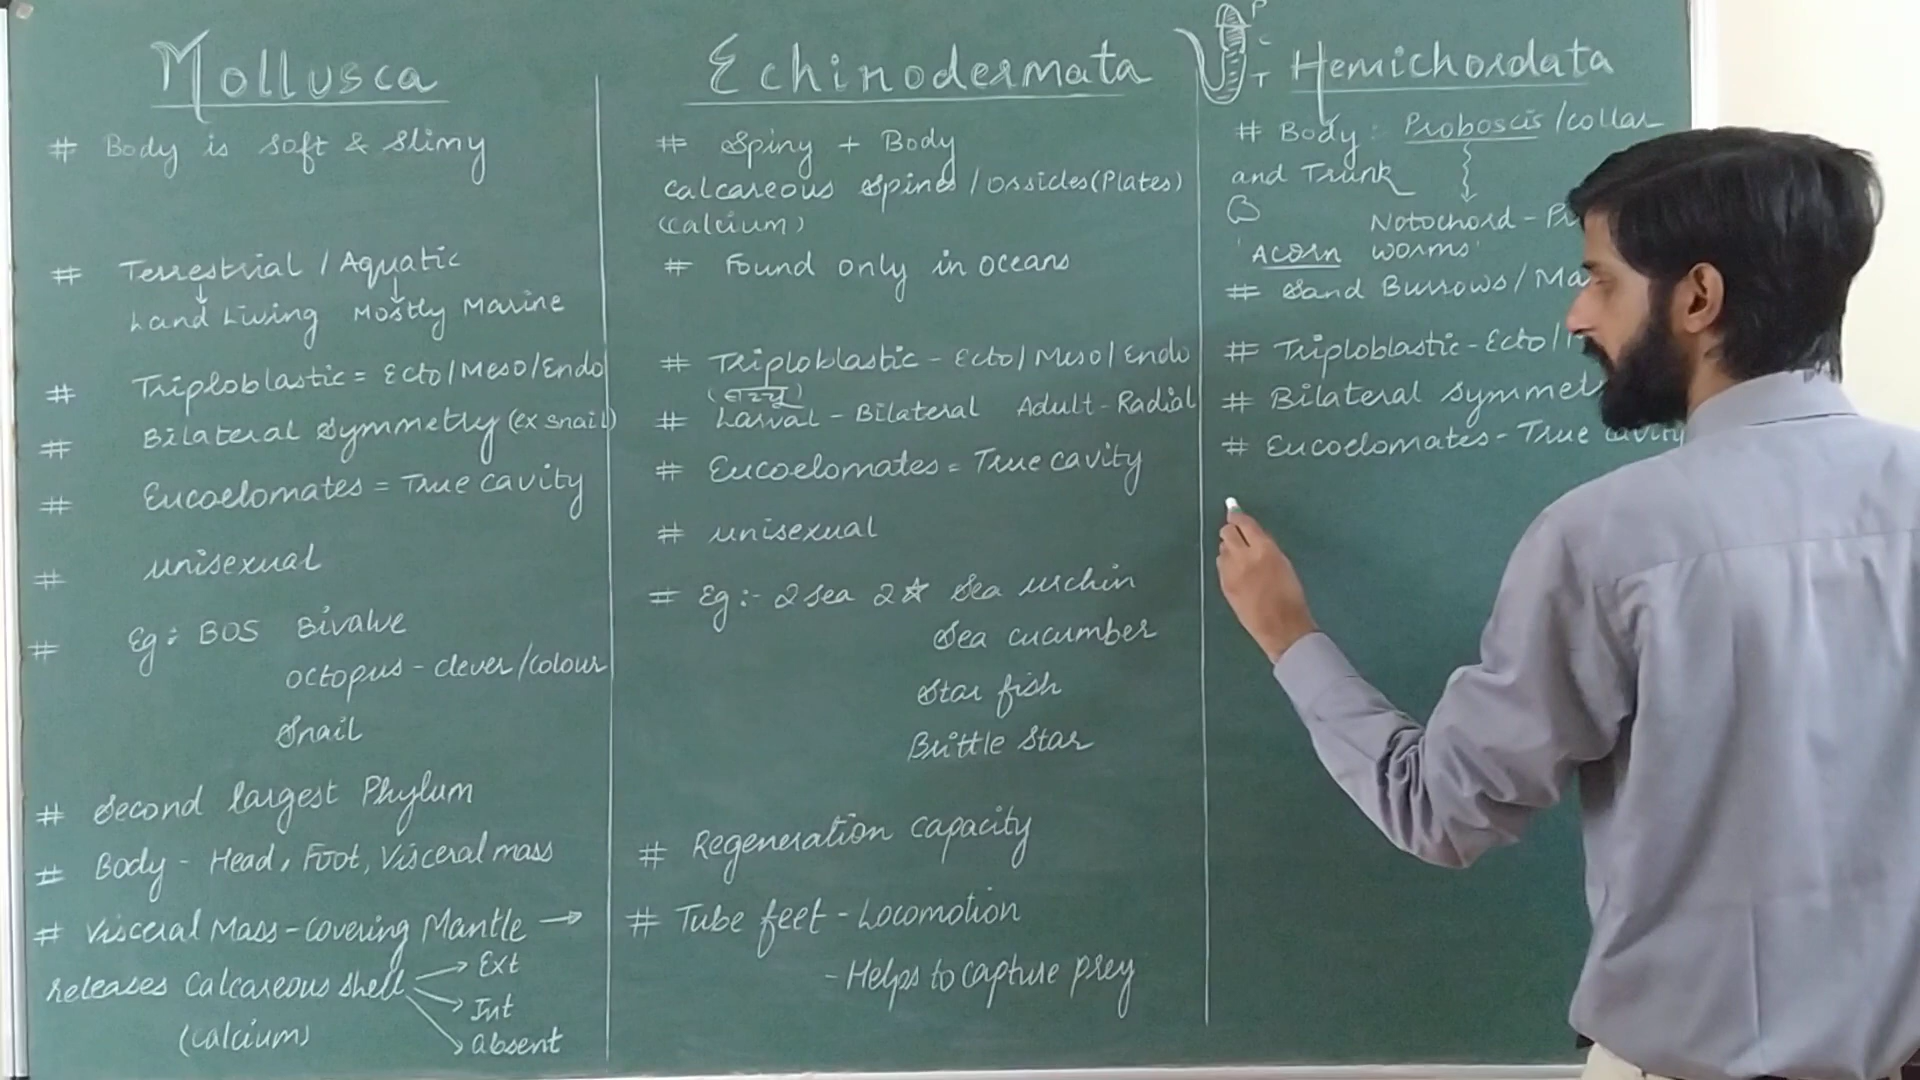 Mollusca
# Body is soft & slimy
# Terrestrial / Aquatic
Land Living Mostly Marine
# Triploblastic = Ecto/Meso/Endo
# Bilateral symmetry (ex snail)
# Eucoelomates = True cavity
# unisexual
# Eg: BOS Bivalve
octopus - clever/colour
Snail
# Second largest Phylum
# Body - Head, Foot, Visceral mass
# Visceral Mass - covering Mantle →
releases Calcareous shell → Ext
→ Int
(calcium) → absent
Echinodermata
# Spiny + Body
calcareous spines / ossicles (Plates)
(calcium)
# Found only in oceans
# Triploblastic - Ecto/Meso/Endo
# Larval - Bilateral Adult - Radial
# Eucoelomates = True cavity
# unisexual
# Eg :- 2 sea 2☆ Sea urchin
Sea cucumber
Star fish
Brittle Star
# Regeneration capacity
# Tube feet - Locomotion
- Helps to capture prey
P
C
T
Hemichordata
# Body : Proboscis / collar
and Trunk
Notochord -
'Acorn worms'
# Sand Burrows /
# Triploblastic - Ecto/
# Bilateral
# Eucoelomates - True cavity